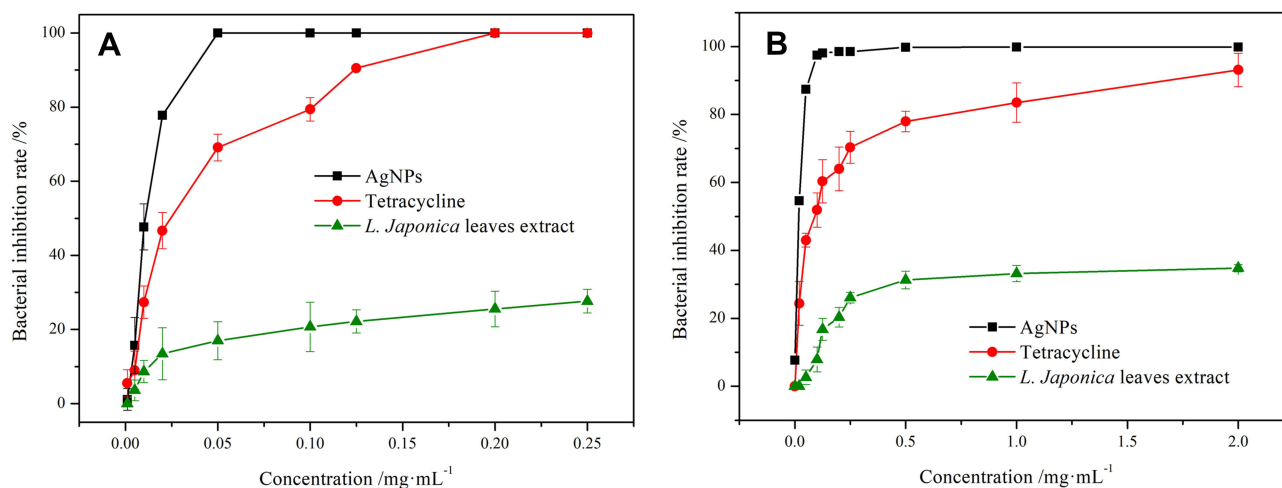 A
100
80
60
40
20
0
Bacterial inhibition rate /%
AgNPs
Tetracycline
L. Japonica leaves extract
0.00 0.05 0.10 0.15 0.20 0.25
Concentration /mg·mL⁻¹
B
100
80
60
40
20
0
Bacterial inhibition rate /%
AgNPs
Tetracycline
L. Japonica leaves extract
0.0 0.5 1.0 1.5 2.0
Concentration /mg·mL⁻¹